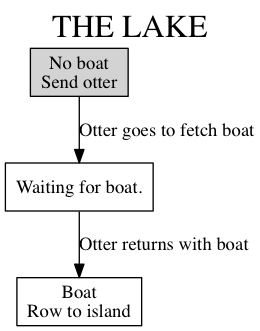 THE LAKE
No boat
Send otter
Otter goes to fetch boat
Waiting for boat.
Otter returns with boat
Boat
Row to island